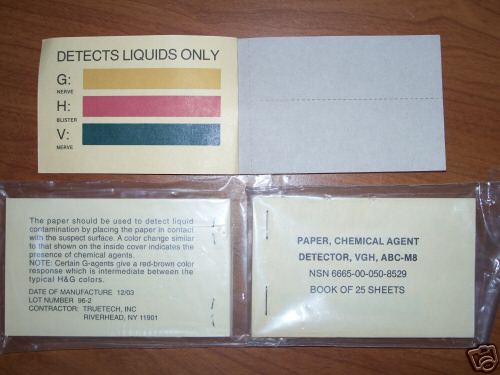 DETECTS LIQUIDS ONLY
G:
NERVE
H:
BLISTER
V:
NERVE
The paper should be used to detect liquid
contamination by placing the paper in contact
with the suspect surface. A color change similar
to that shown on the inside cover indicates the
presence of chemical agents.
NOTE: Certain G-agents give a red-brown color
response which is intermediate between the
typical H&G colors.
DATE OF MANUFACTURE 12/03
LOT NUMBER 96-2
CONTRACTOR: TRUETECH, INC
RIVERHEAD, NY 11901
PAPER, CHEMICAL AGENT
DETECTOR, VGH, ABC-M8
NSN 6665-00-050-8529
BOOK OF 25 SHEETS